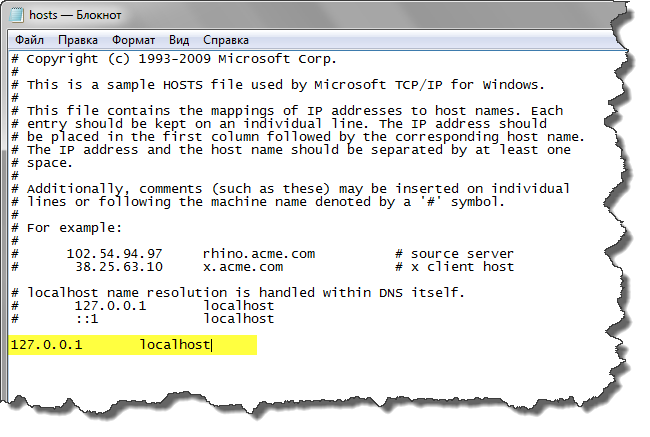 hosts — Блокнот
Файл Правка Формат Вид Справка
# Copyright (c) 1993-2009 Microsoft Corp.
#
# This is a sample HOSTS file used by Microsoft TCP/IP for Windows.
#
# This file contains the mappings of IP addresses to host names. Each
# entry should be kept on an individual line. The IP address should
# be placed in the first column followed by the corresponding host name.
# The IP address and the host name should be separated by at least one
# space.
#
# Additionally, comments (such as these) may be inserted on individual
# lines or following the machine name denoted by a '#' symbol.
#
# For example:
#
#      102.54.94.97     rhino.acme.com          # source server
#       38.25.63.10     x.acme.com              # x client host

# localhost name resolution is handled within DNS itself.
#       127.0.0.1       localhost
#       ::1             localhost

127.0.0.1       localhost